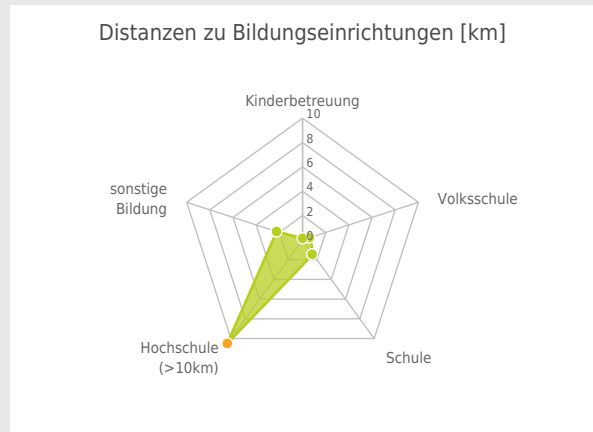 Distanzen zu Bildungseinrichtungen [km]
Kinderbetreuung
10
8
6
4
2
0
Volksschule
Schule
Hochschule
(>10km)
sonstige
Bildung